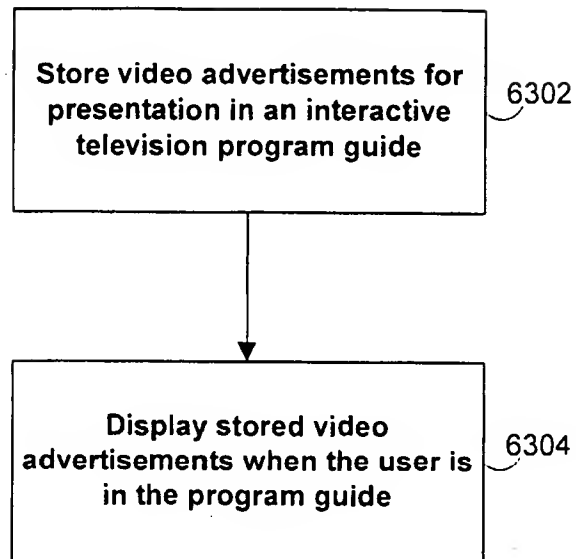 Store video advertisements for
presentation in an interactive
television program guide
6302
Display stored video
advertisements when the user is
in the program guide
6304